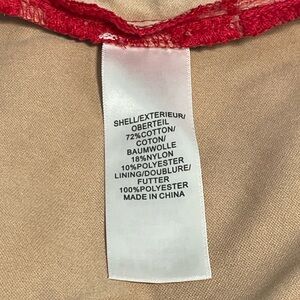 SHELL/EXTERIEUR/
OBERTEIL
72%COTTON/
COTON/
BAUMWOLLE
18%NYLON
10%POLYESTER
LINING/DOUBLURE/
FUTTER
100%POLYESTER
MADE IN CHINA